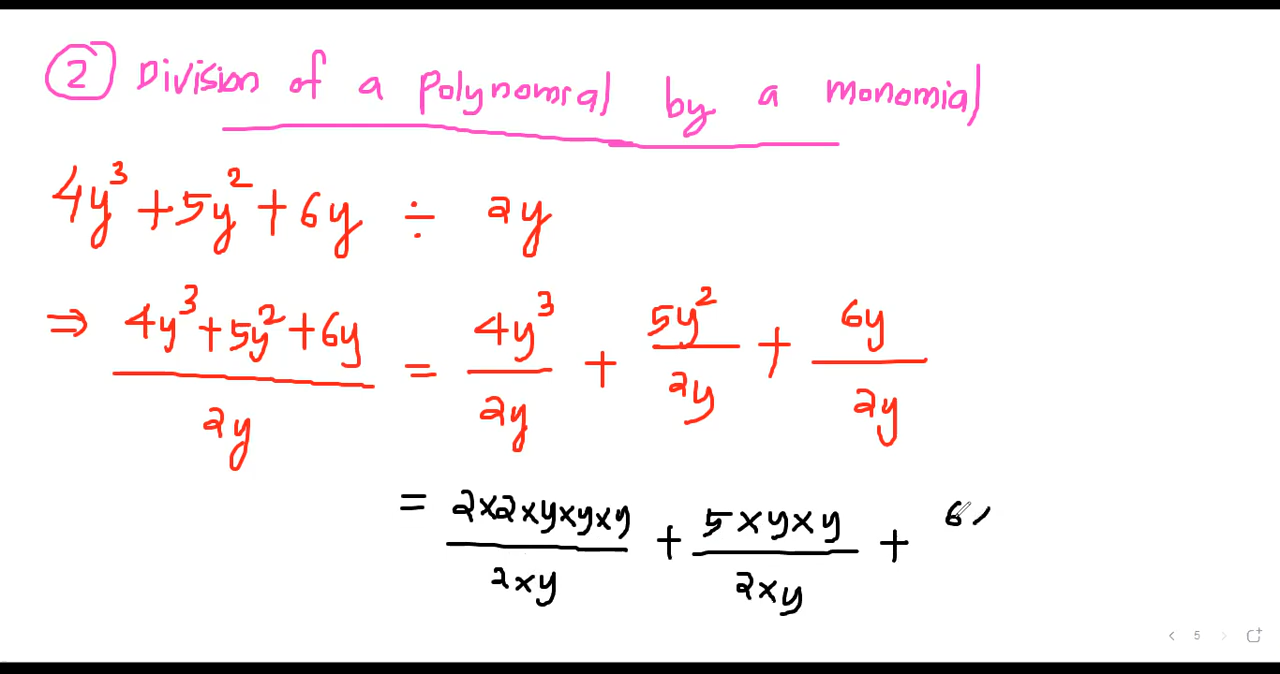 ② Division of a Polynomial by a monomial
4y³ + 5y² + 6y ÷ 2y
⇒ (4y³ + 5y² + 6y)/(2y) = 4y³/2y + 5y²/2y + 6y/2y
= (2×2×y×y×y)/(2×y) + (5×y×y)/(2×y) + 6
5